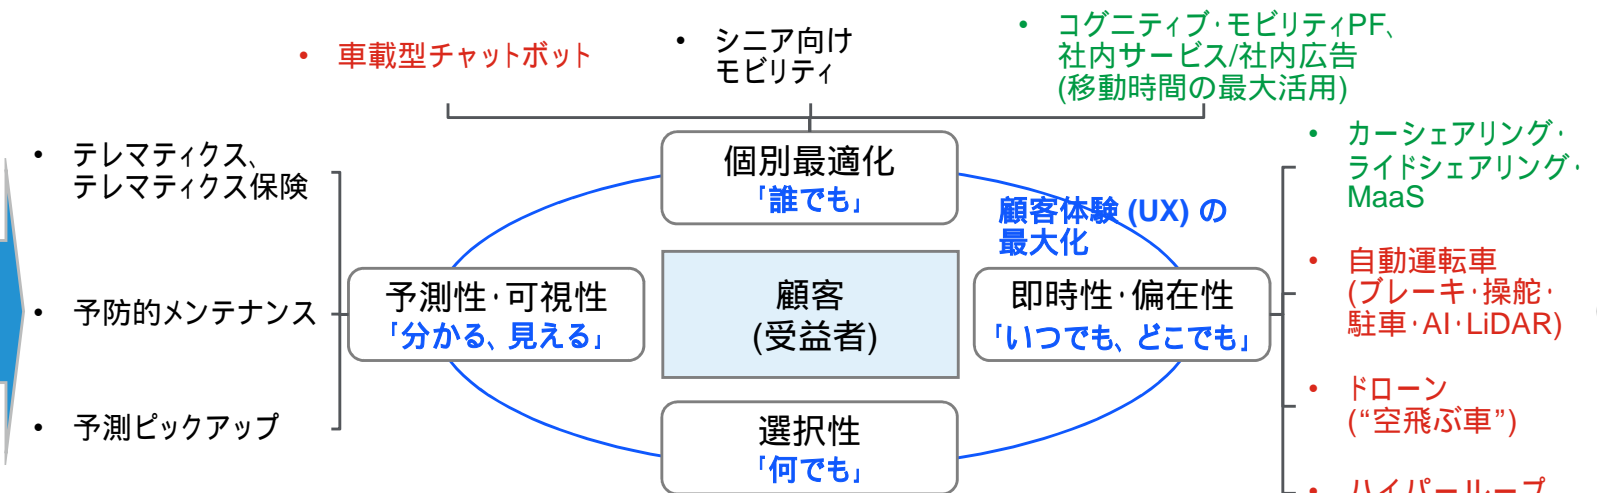 • 車載型チャットボット
• シニア向け
モビリティ
• コグニティブ・モビリティPF、
社内サービス/社内広告
(移動時間の最大活用)
• テレマティクス、
テレマティクス保険
• 予防的メンテナンス
• 予測ピックアップ
個別最適化
「誰でも」
顧客体験 (UX) の
最大化
予測性・可視性
「分かる、見える」
顧客
(受益者)
即時性・偏在性
「いつでも、どこでも」
選択性
「何でも」
• カーシェアリング・
ライドシェアリング・
MaaS
• 自動運転車
(ブレーキ・操舵・
駐車・AI・LiDAR)
• ドローン
(“空飛ぶ車”)
• ハイパーループ